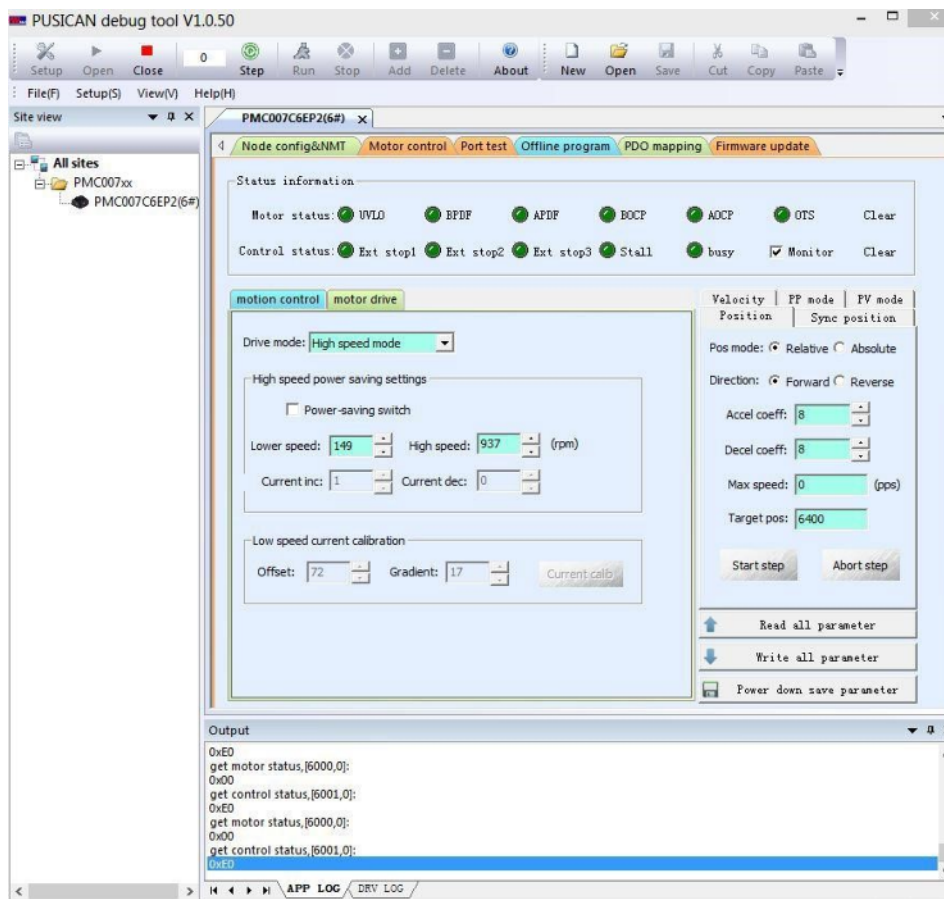 PUSICAN debug tool V1.0.50
0
Setup Open Close Step Run Stop Add Delete About New Open Save Cut Copy Paste
File(F) Setup(S) View(V) Help(H)
Site view
PMC007C6EP2(6#)
Node config&NMT Motor control Port test Offline program PDO mapping Firmware update
All sites
PMC007xx
PMC007C6EP2(6#)
Status information
Motor status: UVLO BPDF APDF BOCP AOCP OTS Clear
Control status: Ext stop1 Ext stop2 Ext stop3 Stall busy Monitor Clear
motion control motor drive
Drive mode: High speed mode
High speed power saving settings
Power-saving switch
Lower speed: 149 High speed: 937 (rpm)
Current inc: 1 Current dec: 0
Low speed current calibration
Offset: 72 Gradient: 17 Current calib
Velocity PP mode PV mode
Position Sync position
Pos mode: Relative Absolute
Direction: Forward Reverse
Accel coeff: 8
Decel coeff: 8
Max speed: 0 (pps)
Target pos: 6400
Start step Abort step
Read all parameter
Write all parameter
Power down save parameter
Output
0xE0
get motor status,[6000,0]:
0x00
get control status,[6001,0]:
0xE0
get motor status,[6000,0]:
0x00
get control status,[6001,0]:
0xE0
APP LOG DRV LOG